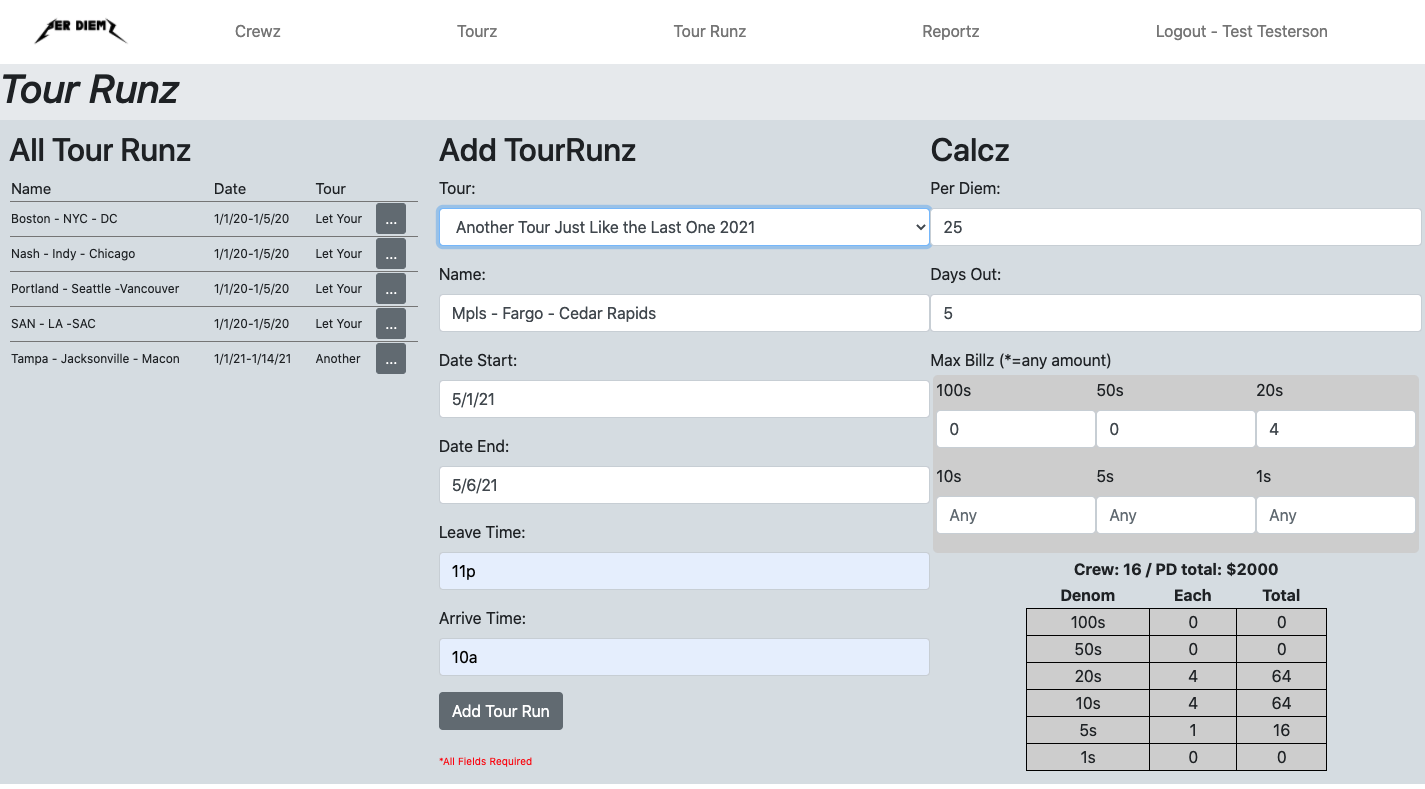 PER DIEMZ
Crewz Tourz Tour Runz Reportz Logout - Test Testerson
Tour Runz
All Tour Runz
Name Date Tour
Boston - NYC - DC 1/1/20-1/5/20 Let Your ...
Nash - Indy - Chicago 1/1/20-1/5/20 Let Your ...
Portland - Seattle -Vancouver 1/1/20-1/5/20 Let Your ...
SAN - LA -SAC 1/1/20-1/5/20 Let Your ...
Tampa - Jacksonville - Macon 1/1/21-1/14/21 Another ...
Add TourRunz
Tour:
Another Tour Just Like the Last One 2021
Name:
Mpls - Fargo - Cedar Rapids
Date Start:
5/1/21
Date End:
5/6/21
Leave Time:
11p
Arrive Time:
10a
Add Tour Run
*All Fields Required
Calcz
Per Diem:
25
Days Out:
5
Max Billz (*=any amount)
100s 50s 20s
0 0 4
10s 5s 1s
Any Any Any
Crew: 16 / PD total: $2000
Denom Each Total
100s 0 0
50s 0 0
20s 4 64
10s 4 64
5s 1 16
1s 0 0